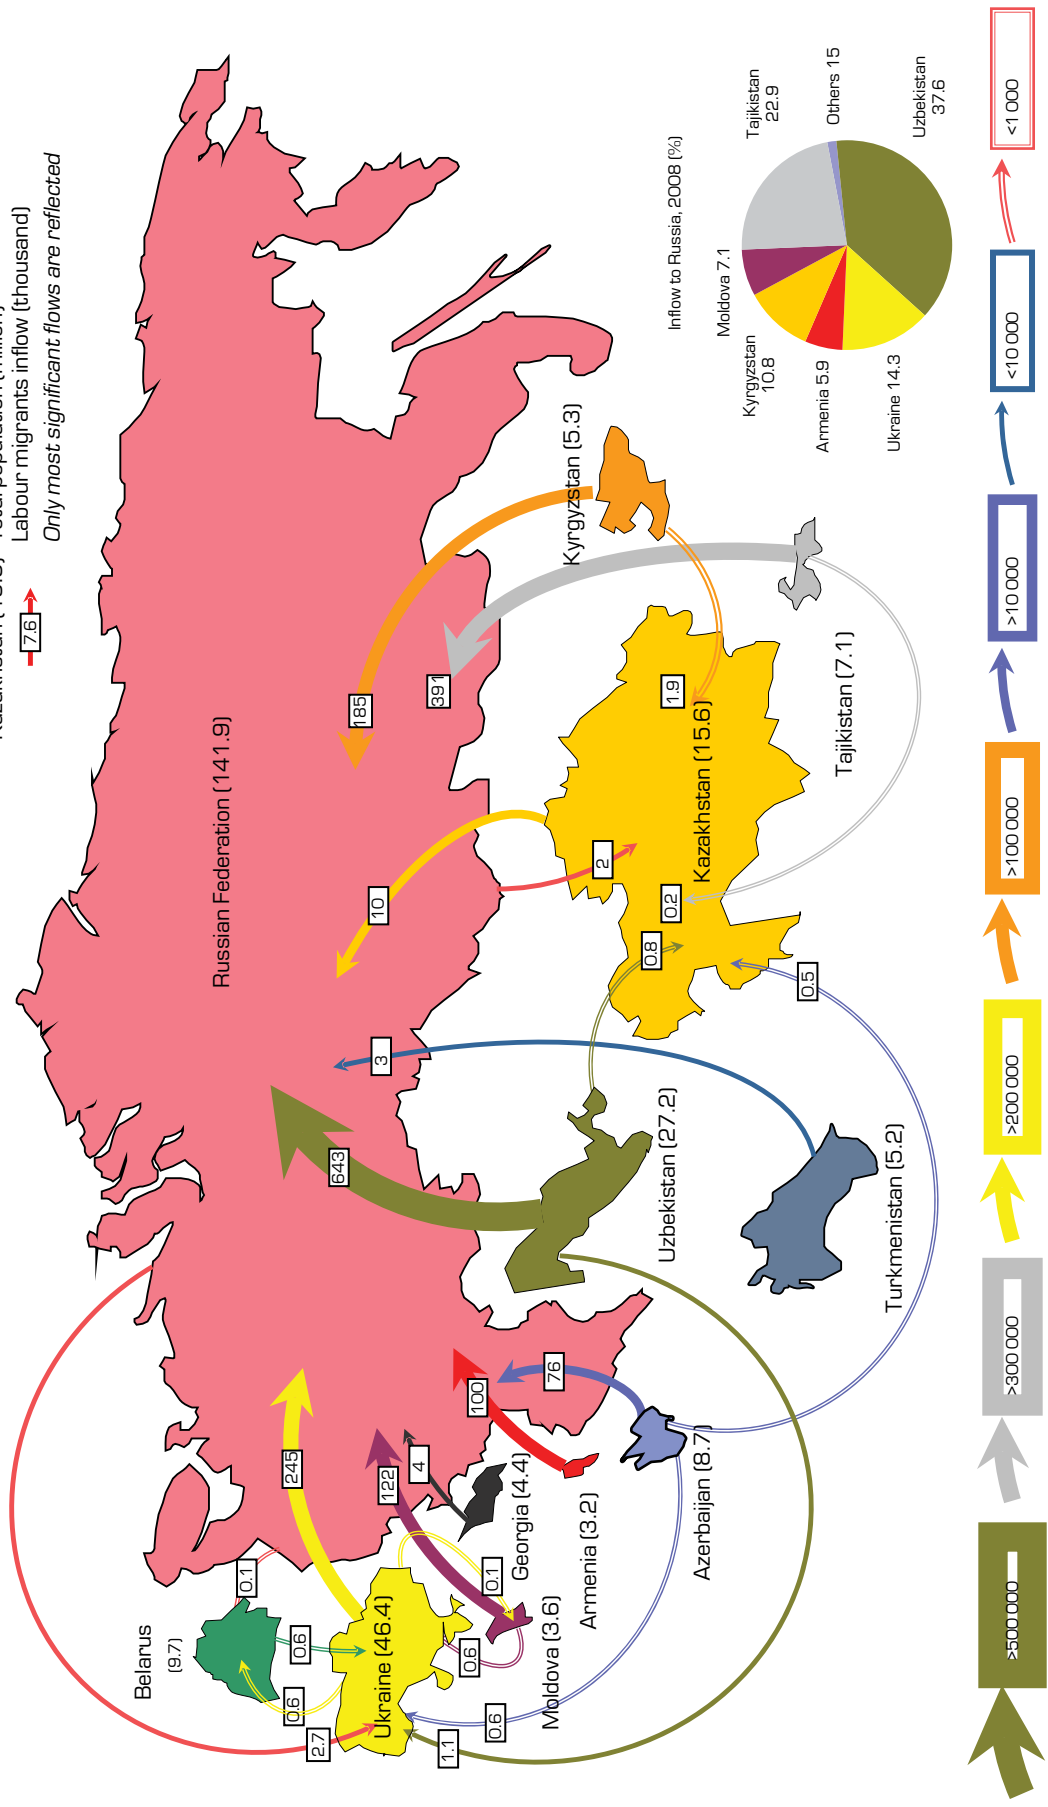 Labour migrants inflow (thousand)
7.6
Only most significant flows are reflected
Russian Federation (141.9)
Belarus
(9.7)
Ukraine (46.4)
Moldova (3.6)
Georgia (4.4)
Armenia (3.2)
Azerbaijan (8.7)
Uzbekistan (27.2)
Turkmenistan (5.2)
Kazakhstan (15.6)
Tajikistan (7.1)
Kyrgyzstan (5.3)
0.1
0.6
0.6
2.7
245
122
4
0.1
0.6
0.6
1.1
100
76
643
3
10
185
391
2
1.9
0.2
0.8
0.5
Inflow to Russia, 2008 (%)
Moldova 7.1
Tajikistan
22.9
Others 15
Kyrgyzstan
10.8
Armenia 5.9
Ukraine 14.3
Uzbekistan
37.6
>500 000
>300 000
>200 000
>100 000
>10 000
<10 000
<1 000